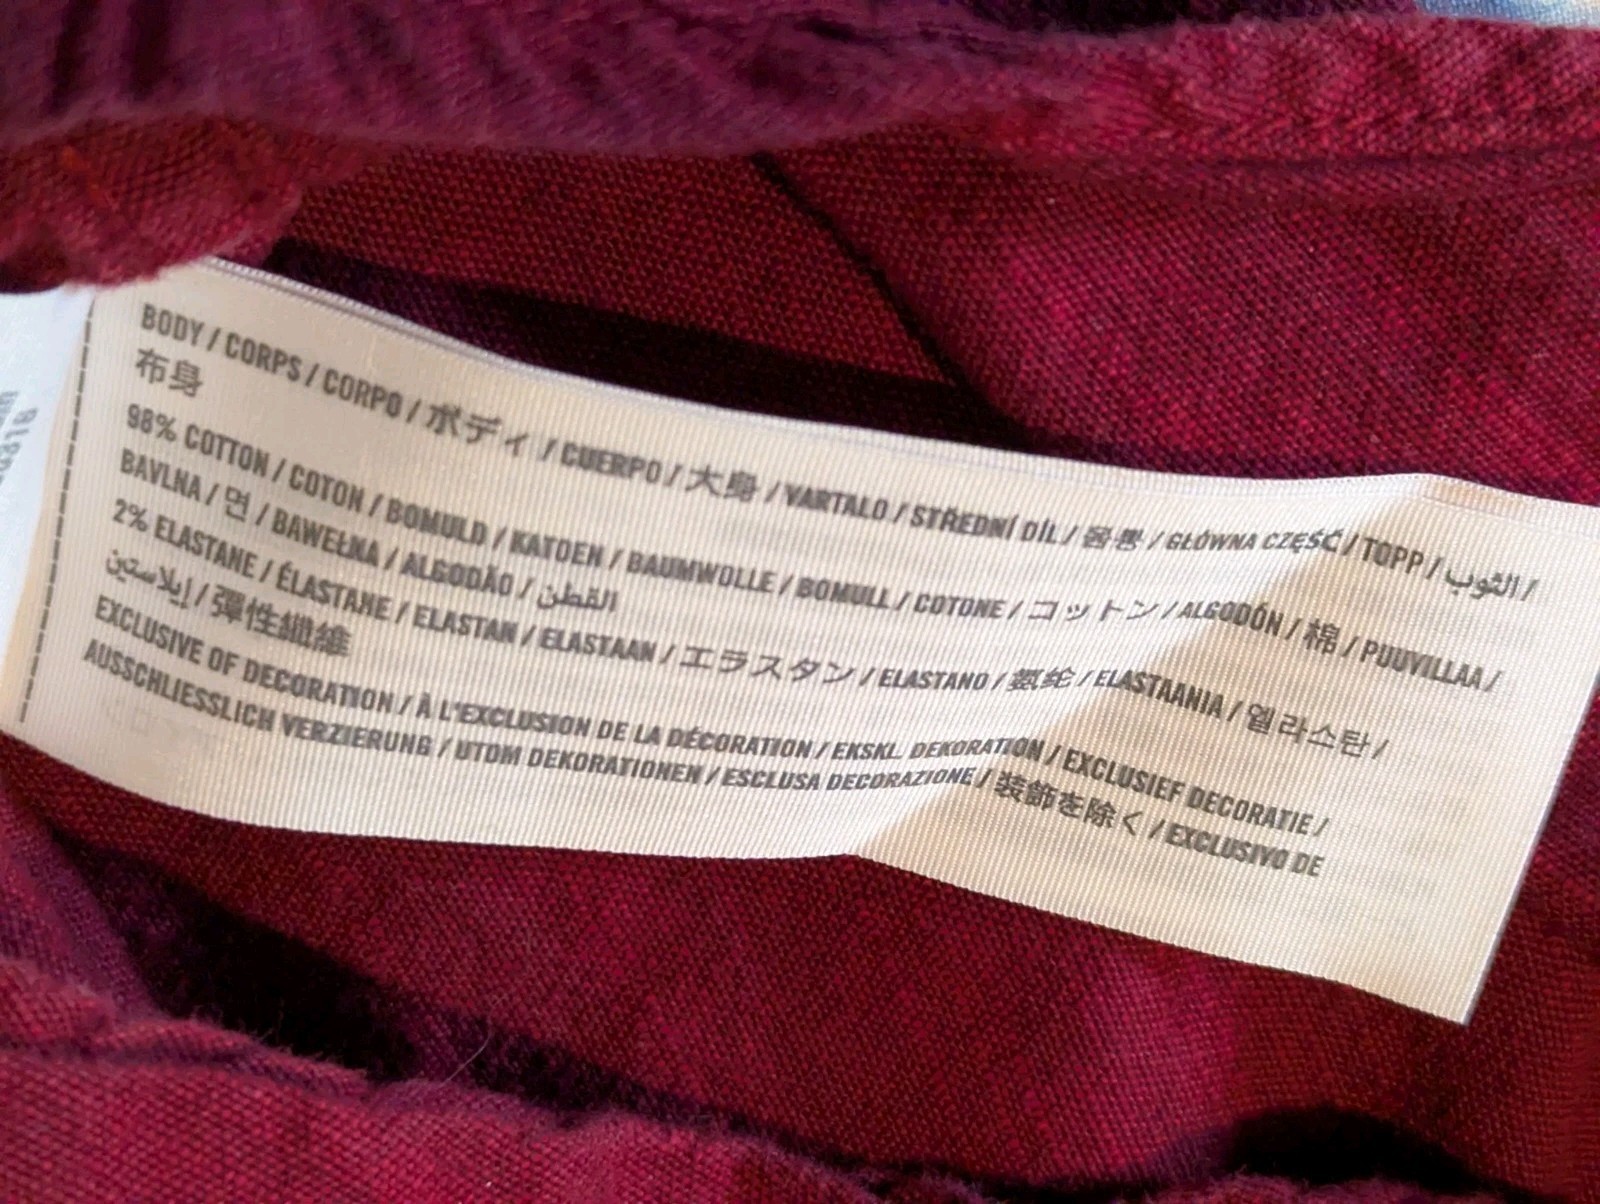 BODY / CORPS / CORPO / ボディ / CUERPO / 大身 / VARTALO / STŘEDNÍ DÍL / 몸통 / GŁÓWNA CZĘŚĆ / TOPP / الثوب /
布身
98% COTTON / COTON / BOMULD / KATOEN / BAUMWOLLE / BOMULL / COTONE / コットン / ALGODÓN / 棉 / PUUVILLAA /
BAVLNA / 면 / BAWEŁNA / ALGODÃO / القطن
2% ELASTANE / ÉLASTANE / ELASTAN / ELASTAAN / エラスタン / ELASTANO / 氨纶 / ELASTAANIA / 엘라스탄 /
إيلاستين / 彈性纖維
EXCLUSIVE OF DECORATION / À L'EXCLUSION DE LA DÉCORATION / EKSKL. DEKORATION / EXCLUSIEF DECORATIE /
AUSSCHLIESSLICH VERZIERUNG / UTOM DEKORATIONEN / ESCLUSA DECORAZIONE / 装飾を除く / EXCLUSIVO DE